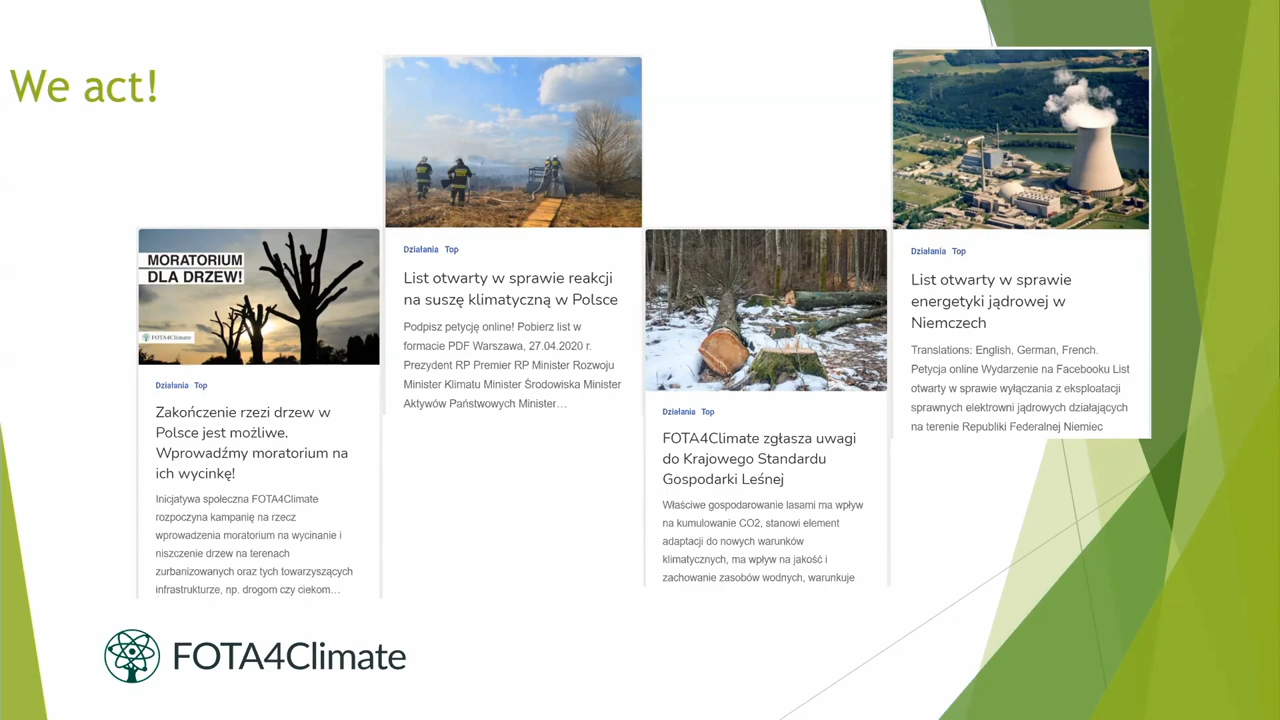 We act!
MORATORIUM
DLA DRZEW!
FOTA4Climate
Działania Top
Zakończenie rzezi drzew w
Polsce jest możliwe.
Wprowadźmy moratorium na
ich wycinkę!
Inicjatywa społeczna FOTA4Climate
rozpoczyna kampanię na rzecz
wprowadzenia moratorium na wycinanie i
niszczenie drzew na terenach
zurbanizowanych oraz tych towarzyszących
infrastrukturze, np. drogom czy ciekom…
Działania Top
List otwarty w sprawie reakcji
na suszę klimatyczną w Polsce
Podpisz petycję online! Pobierz list w
formacie PDF Warszawa, 27.04.2020 r.
Prezydent RP Premier RP Minister Rozwoju
Minister Klimatu Minister Środowiska Minister
Aktywów Państwowych Minister…
Działania Top
FOTA4Climate zgłasza uwagi
do Krajowego Standardu
Gospodarki Leśnej
Właściwe gospodarowanie lasami ma wpływ
na kumulowanie CO2, stanowi element
adaptacji do nowych warunków
klimatycznych, ma wpływ na jakość i
zachowanie zasobów wodnych, warunkuje
Działania Top
List otwarty w sprawie
energetyki jądrowej w
Niemczech
Translations: English, German, French.
Petycja online Wydarzenie na Facebooku List
otwarty w sprawie wyłączania z eksploatacji
sprawnych elektrowni jądrowych działających
na terenie Republiki Federalnej Niemiec
FOTA4Climate